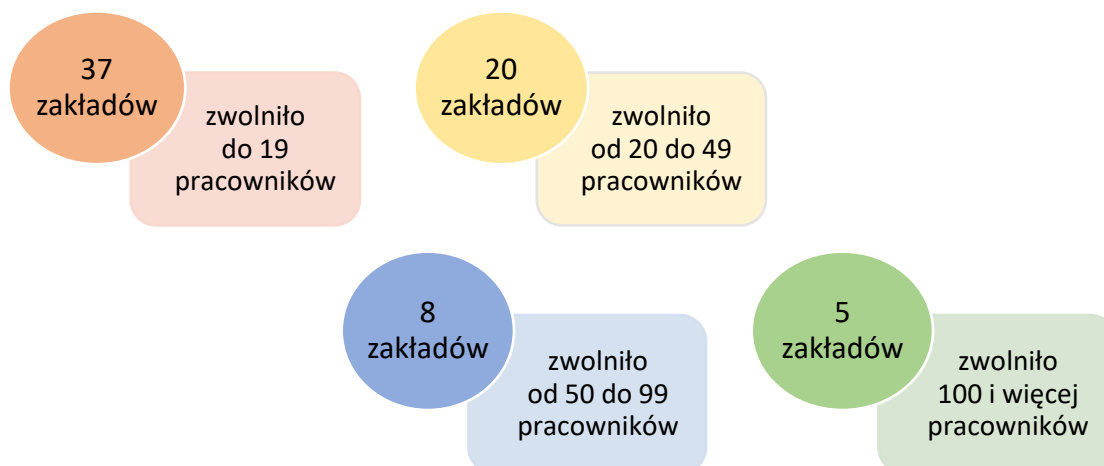 37
zakładów
zwolniło
do 19
pracowników
20
zakładów
zwolniło
od 20 do 49
pracowników
8
zakładów
zwolniło
od 50 do 99
pracowników
5
zakładów
zwolniło
100 i więcej
pracowników